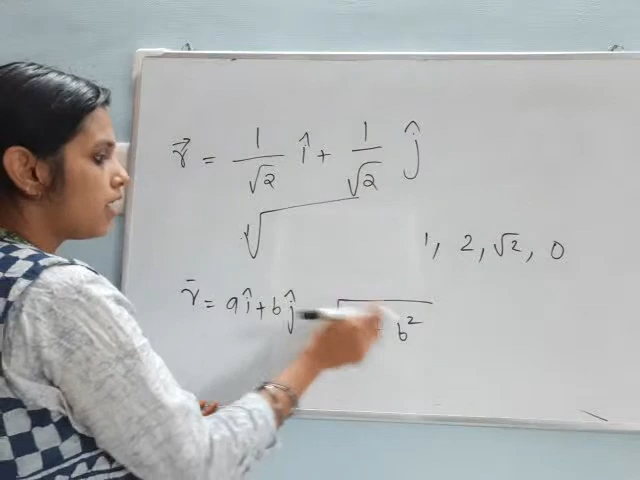 r⃗ = 1/√2 î + 1/√2 ĵ
√
1, 2, √2, 0
r̄ = aî + bĵ √ + b²